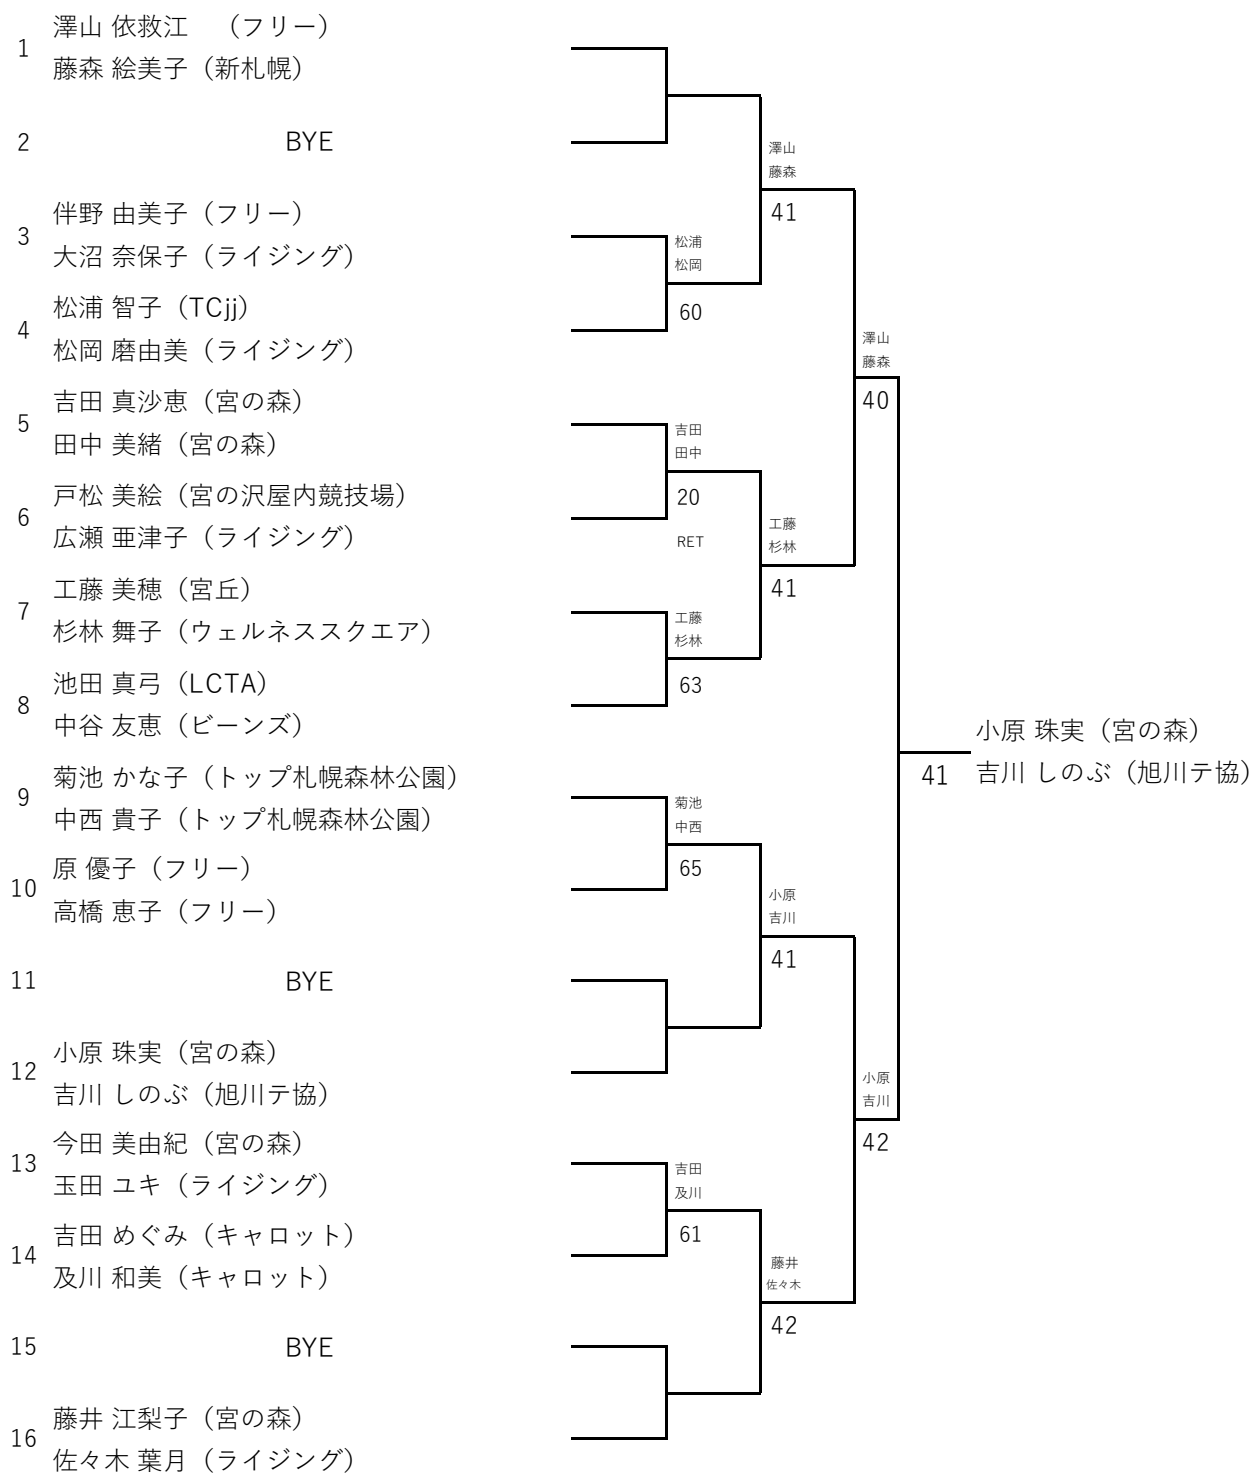 1
澤山 依救江　（フリー）
藤森 絵美子（新札幌）
2
BYE
3
伴野 由美子（フリー）
大沼 奈保子（ライジング）
4
松浦 智子（TCjj）
松岡 磨由美（ライジング）
5
吉田 真沙恵（宮の森）
田中 美緒（宮の森）
6
戸松 美絵（宮の沢屋内競技場）
広瀬 亜津子（ライジング）
7
工藤 美穂（宮丘）
杉林 舞子（ウェルネススクエア）
8
池田 真弓（LCTA）
中谷 友恵（ビーンズ）
9
菊池 かな子（トップ札幌森林公園）
中西 貴子（トップ札幌森林公園）
10
原 優子（フリー）
高橋 恵子（フリー）
11
BYE
12
小原 珠実（宮の森）
吉川 しのぶ（旭川テ協）
13
今田 美由紀（宮の森）
玉田 ユキ（ライジング）
14
吉田 めぐみ（キャロット）
及川 和美（キャロット）
15
BYE
16
藤井 江梨子（宮の森）
佐々木 葉月（ライジング）
松浦
松岡
60
吉田
田中
20
RET
工藤
杉林
63
菊池
中西
65
吉田
及川
61
澤山
藤森
41
工藤
杉林
41
小原
吉川
41
藤井
佐々木
42
澤山
藤森
40
小原
吉川
42
小原 珠実（宮の森）
吉川 しのぶ（旭川テ協）
41